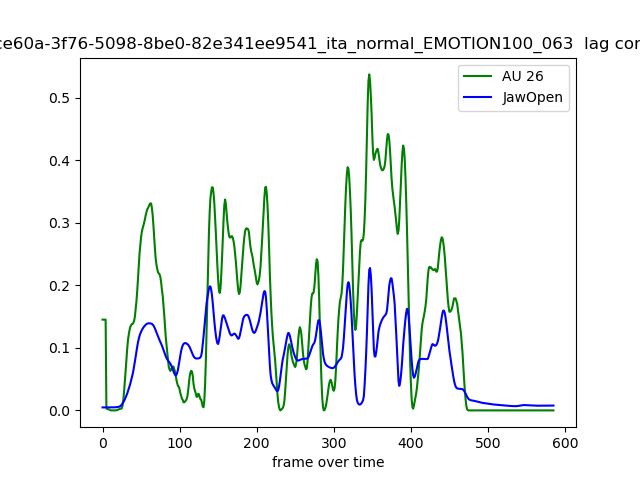 ce60a-3f76-5098-8be0-82e341ee9541_ita_normal_EMOTION100_063 lag cor
AU 26
JawOpen
0.5
0.4
0.3
0.2
0.1
0.0
0 100 200 300 400 500 600
frame over time